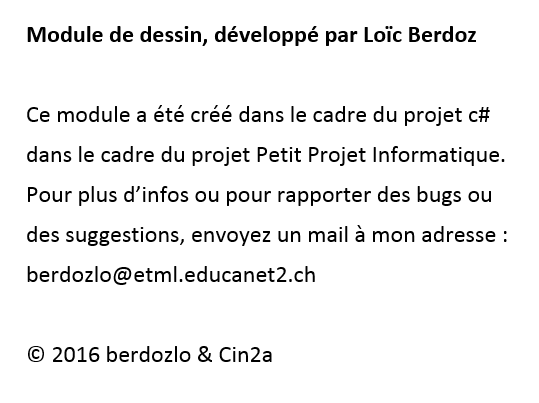 Module de dessin, développé par Loïc Berdoz
Ce module a été créé dans le cadre du projet c#
dans le cadre du projet Petit Projet Informatique.
Pour plus d’infos ou pour rapporter des bugs ou
des suggestions, envoyez un mail à mon adresse :
berdozlo@etml.educanet2.ch
© 2016 berdozlo & Cin2a